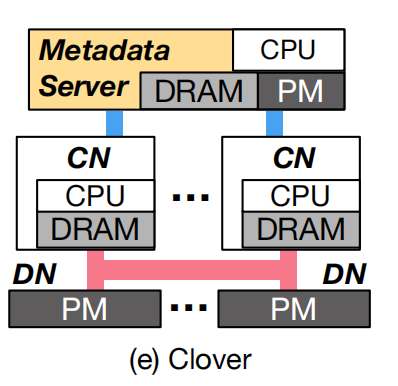 Metadata
Server
CPU
DRAM
PM
CN
CPU
DRAM
...
CN
CPU
DRAM
DN
DN
PM
...
PM
(e) Clover